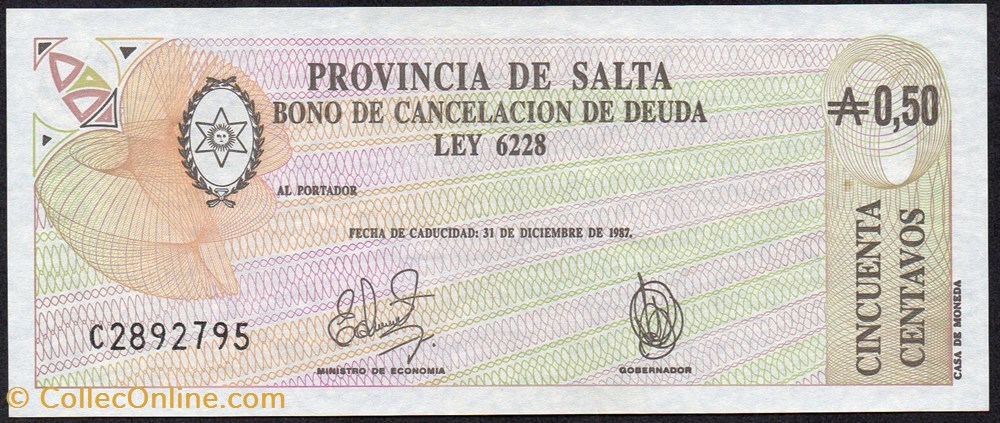 PROVINCIA DE SALTA
BONO DE CANCELACION DE DEUDA
LEY 6228
₳ 0,50
AL PORTADOR
FECHA DE CADUCIDAD: 31 DE DICIEMBRE DE 1987.
C2892795
MINISTRO DE ECONOMIA
GOBERNADOR
CINCUENTA
CENTAVOS
CASA DE MONEDA
© CollecOnline.com